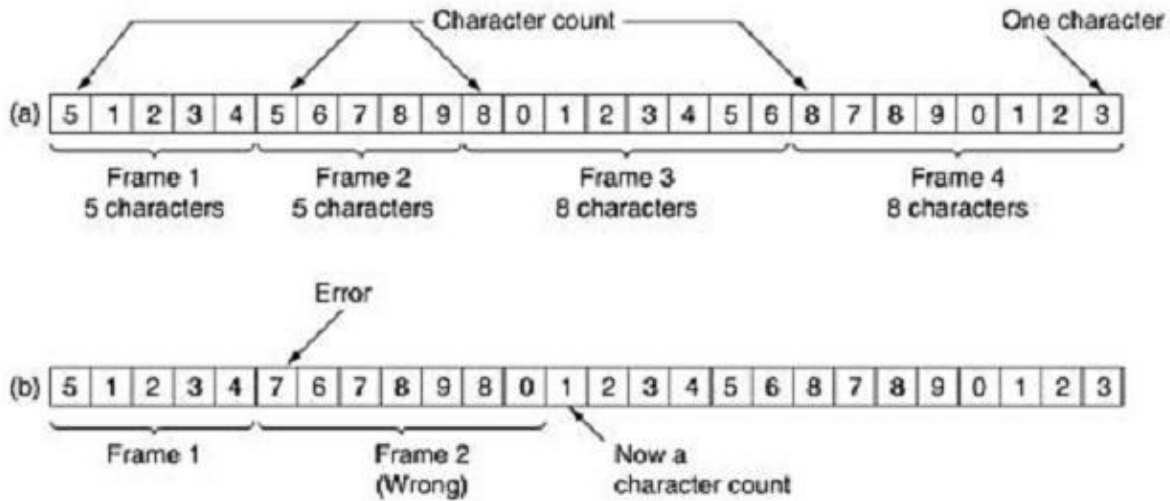 Character count
One character
(a) 5 1 2 3 4 5 6 7 8 9 8 0 1 2 3 4 5 6 8 7 8 9 0 1 2 3
Frame 1 Frame 2 Frame 3 Frame 4
5 characters 5 characters 8 characters 8 characters
Error
(b) 5 1 2 3 4 7 6 7 8 9 8 0 1 2 3 4 5 6 8 7 8 9 0 1 2 3
Frame 1 Frame 2 Now a
(Wrong) character count